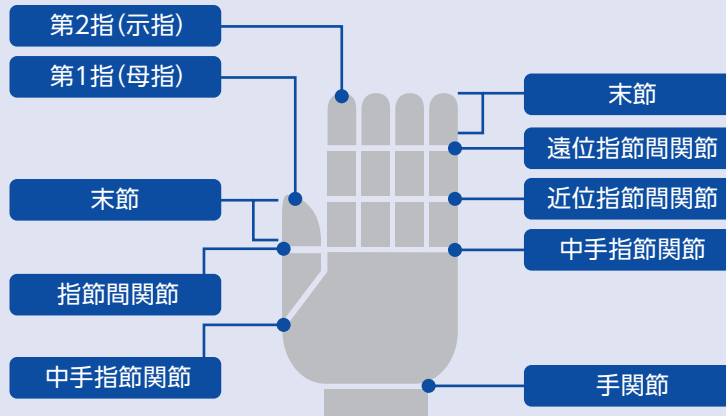 第2指(示指)
第1指(母指)
末節
指節間関節
中手指節関節
末節
遠位指節間関節
近位指節間関節
中手指節関節
手関節